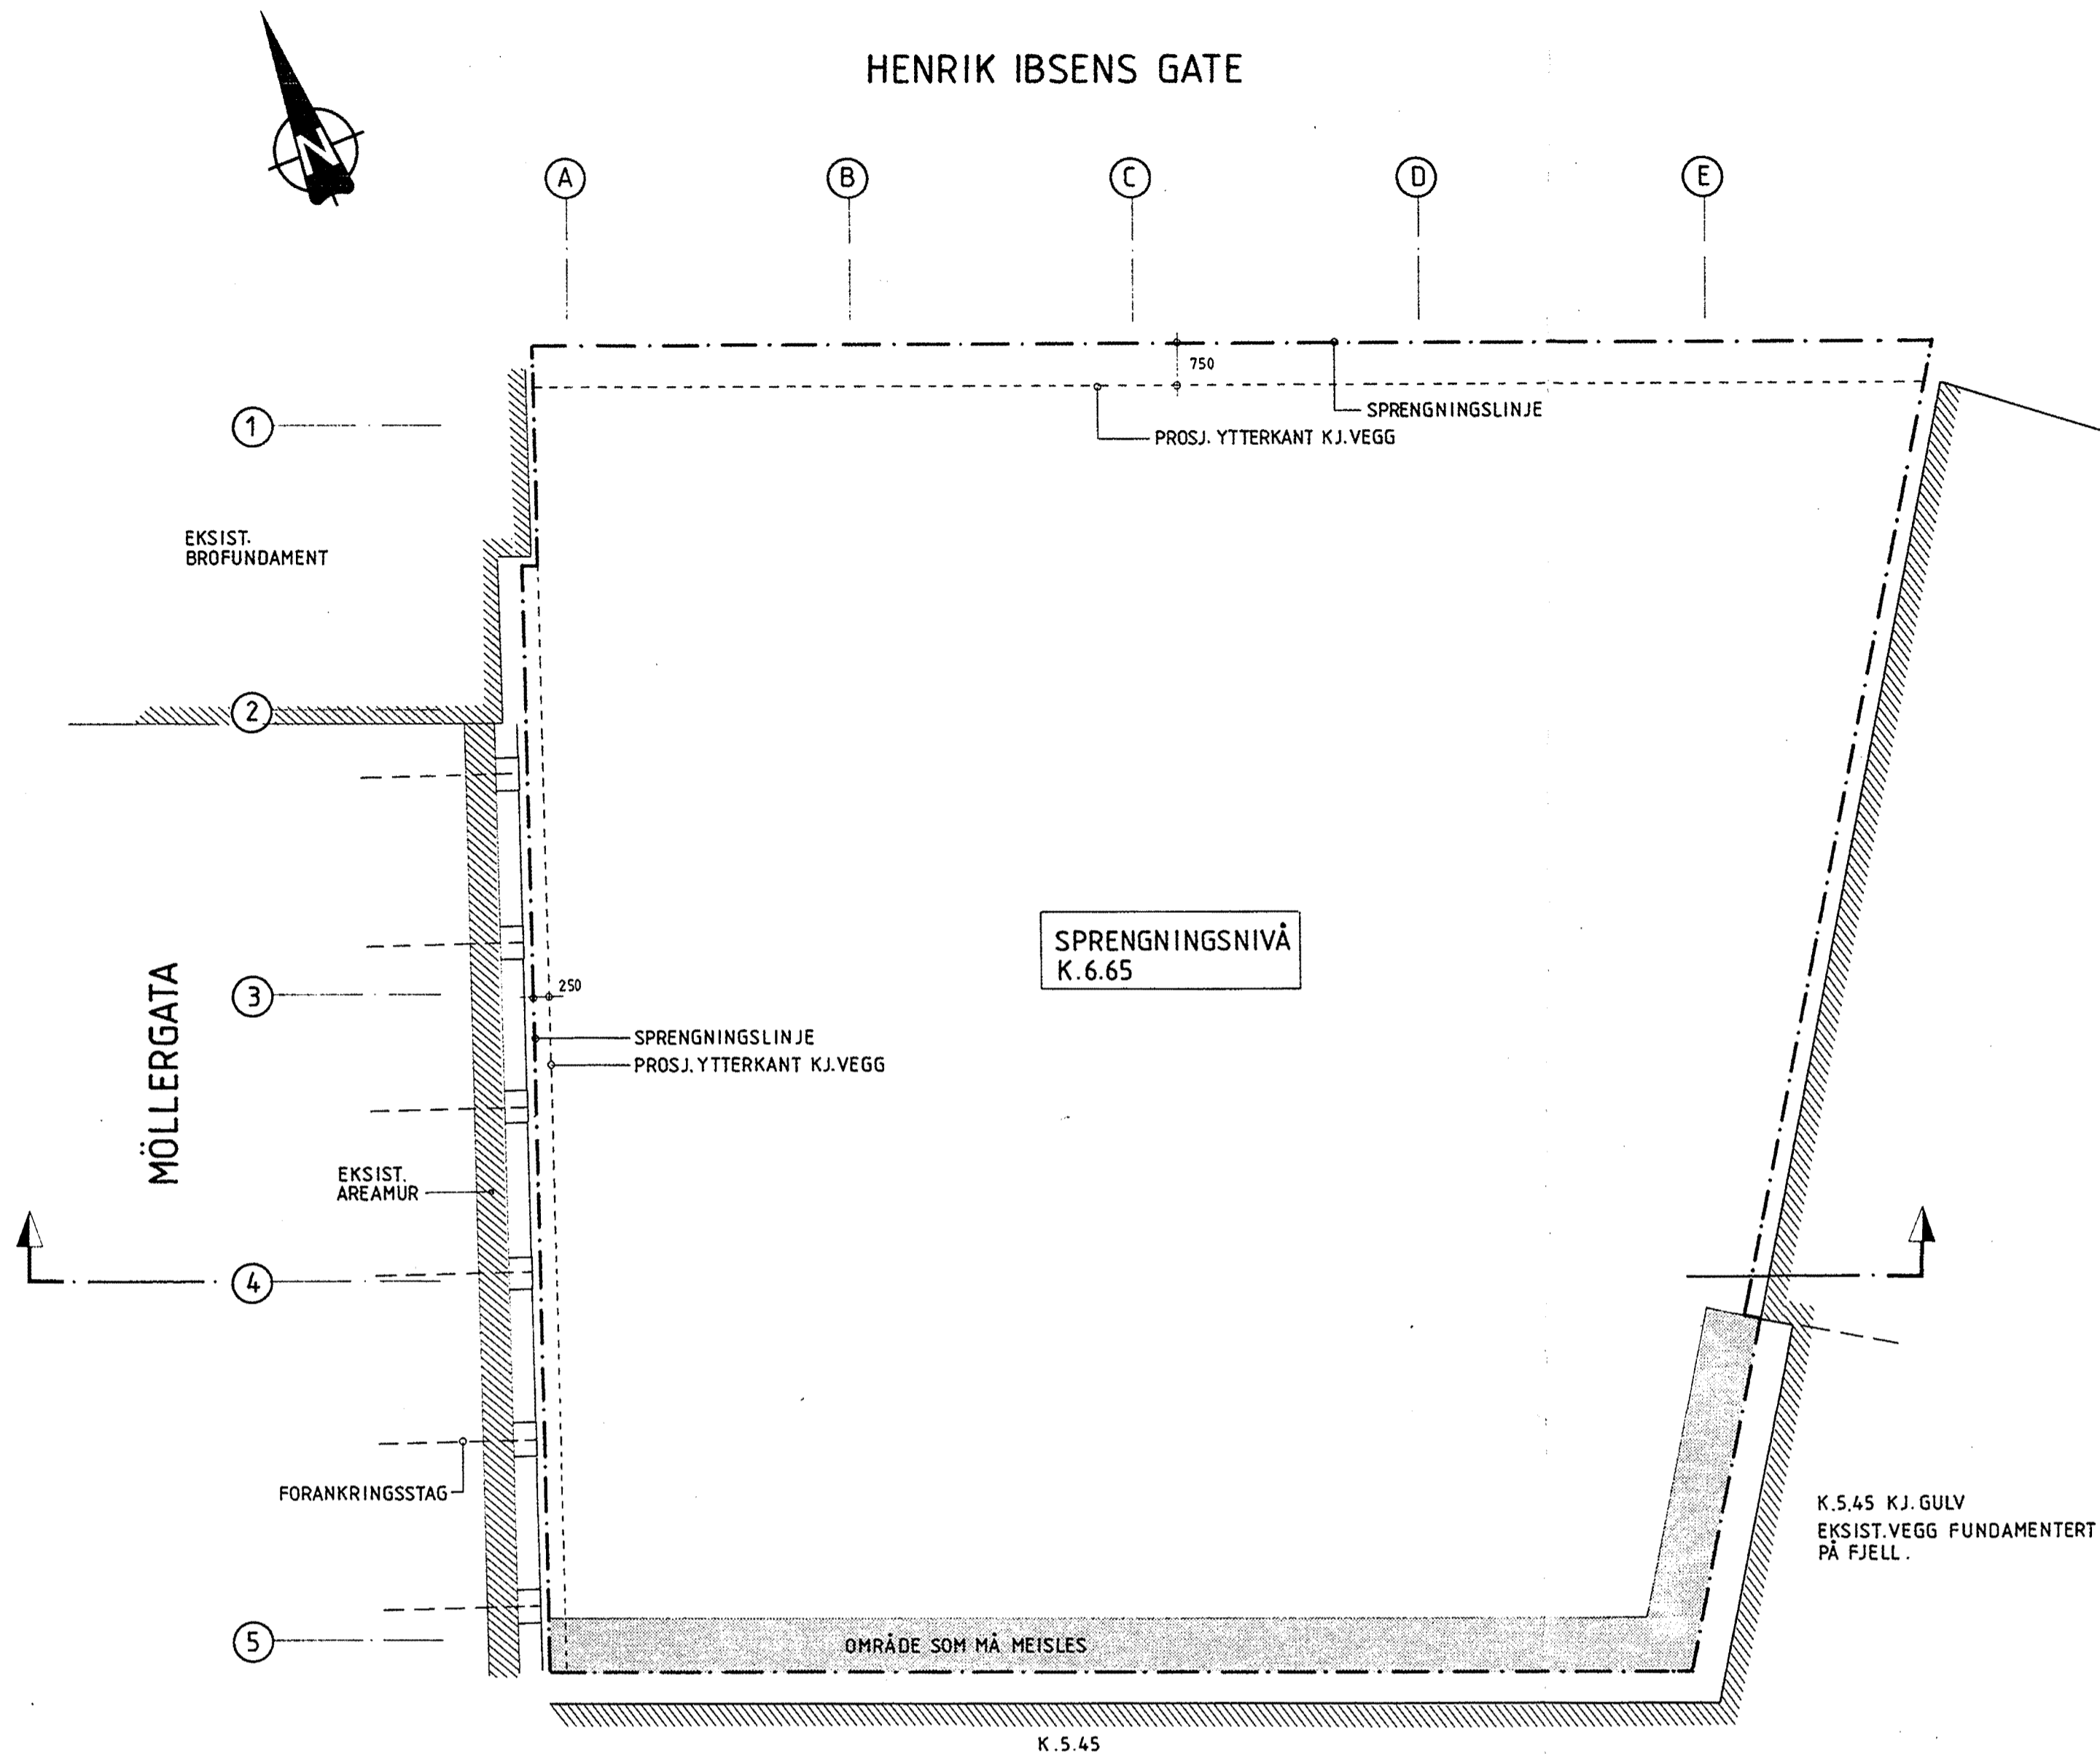 HENRIK IBSENS GATE
N
A
B
C
D
E
750
SPRENGNINGSLINJE
PROSJ. YTTERKANT KJ.VEGG
1
EKSIST.
BROFUNDAMENT
2
SPRENGNINGSNIVÅ
K.6.65
3
250
SPRENGNINGSLINJE
PROSJ. YTTERKANT KJ.VEGG
MÖLLERGATA
EKSIST.
AREAMUR
4
FORANKRINGSSTAG
K.5.45 KJ. GULV
EKSIST.VEGG FUNDAMENTERT
PÅ FJELL.
5
OMRÅDE SOM MÅ MEISLES
K.5.45